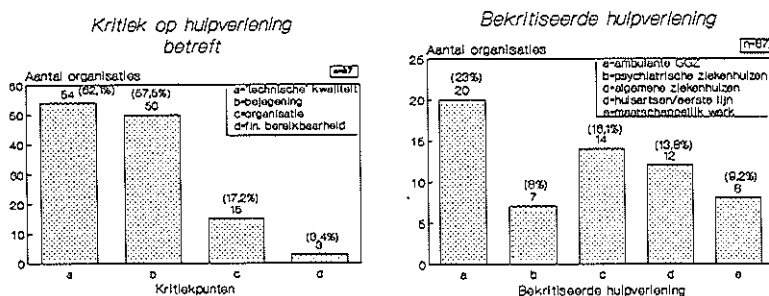 Kritiek op hulpverlening
betreft
n=87
Aantal organisaties
a='technische' kwaliteit
b=bejegening
c=organisatie
d=fin. bereikbaarheid
60
50
40
30
20
10
0
54 (62,1%)
(57,5%)
50
(17,2%)
15
(3,4%)
3
a b c d
Kritiekpunten
Bekritiseerde hulpverlening
n=87
Aantal organisaties
a=ambulante GGZ
b=psychiatrische ziekenhuizen
c=algemene ziekenhuizen
d=huisartsen/eerste lijn
e=maatschappelijk werk
25
20
15
10
5
0
(23%)
20
(8%)
7
(16,1%)
14
(13,8%)
12
(9,2%)
8
a b c d e
Bekritiseerde hulpverlening